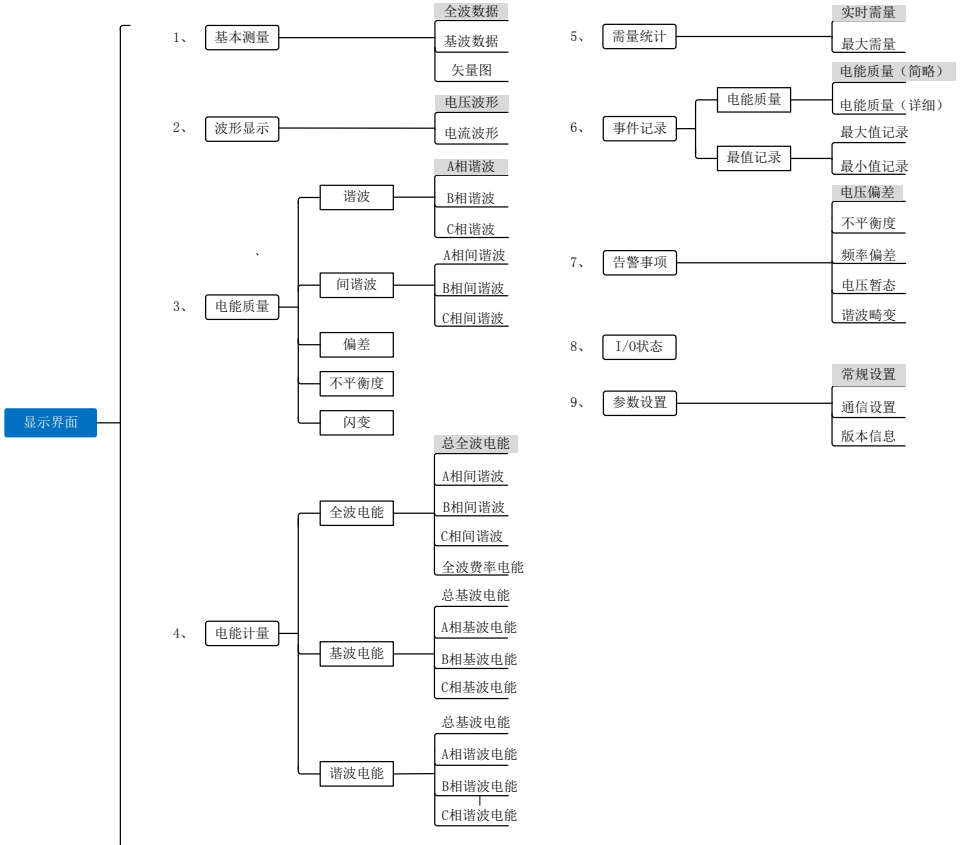 显示界面
1、 基本测量
全波数据
基波数据
矢量图
2、 波形显示
电压波形
电流波形
3、 电能质量
谐波
A相谐波
B相谐波
C相谐波
间谐波
A相间谐波
B相间谐波
C相间谐波
偏差
不平衡度
闪变
、
4、 电能计量
全波电能
总全波电能
A相间谐波
B相间谐波
C相间谐波
全波费率电能
基波电能
总基波电能
A相基波电能
B相基波电能
C相基波电能
谐波电能
总基波电能
A相谐波电能
B相谐波电能
C相谐波电能
5、 需量统计
实时需量
最大需量
6、 事件记录
电能质量
电能质量（简略）
电能质量（详细）
最值记录
最大值记录
最小值记录
7、 告警事项
电压偏差
不平衡度
频率偏差
电压暂态
谐波畸变
8、 I/O状态
9、 参数设置
常规设置
通信设置
版本信息